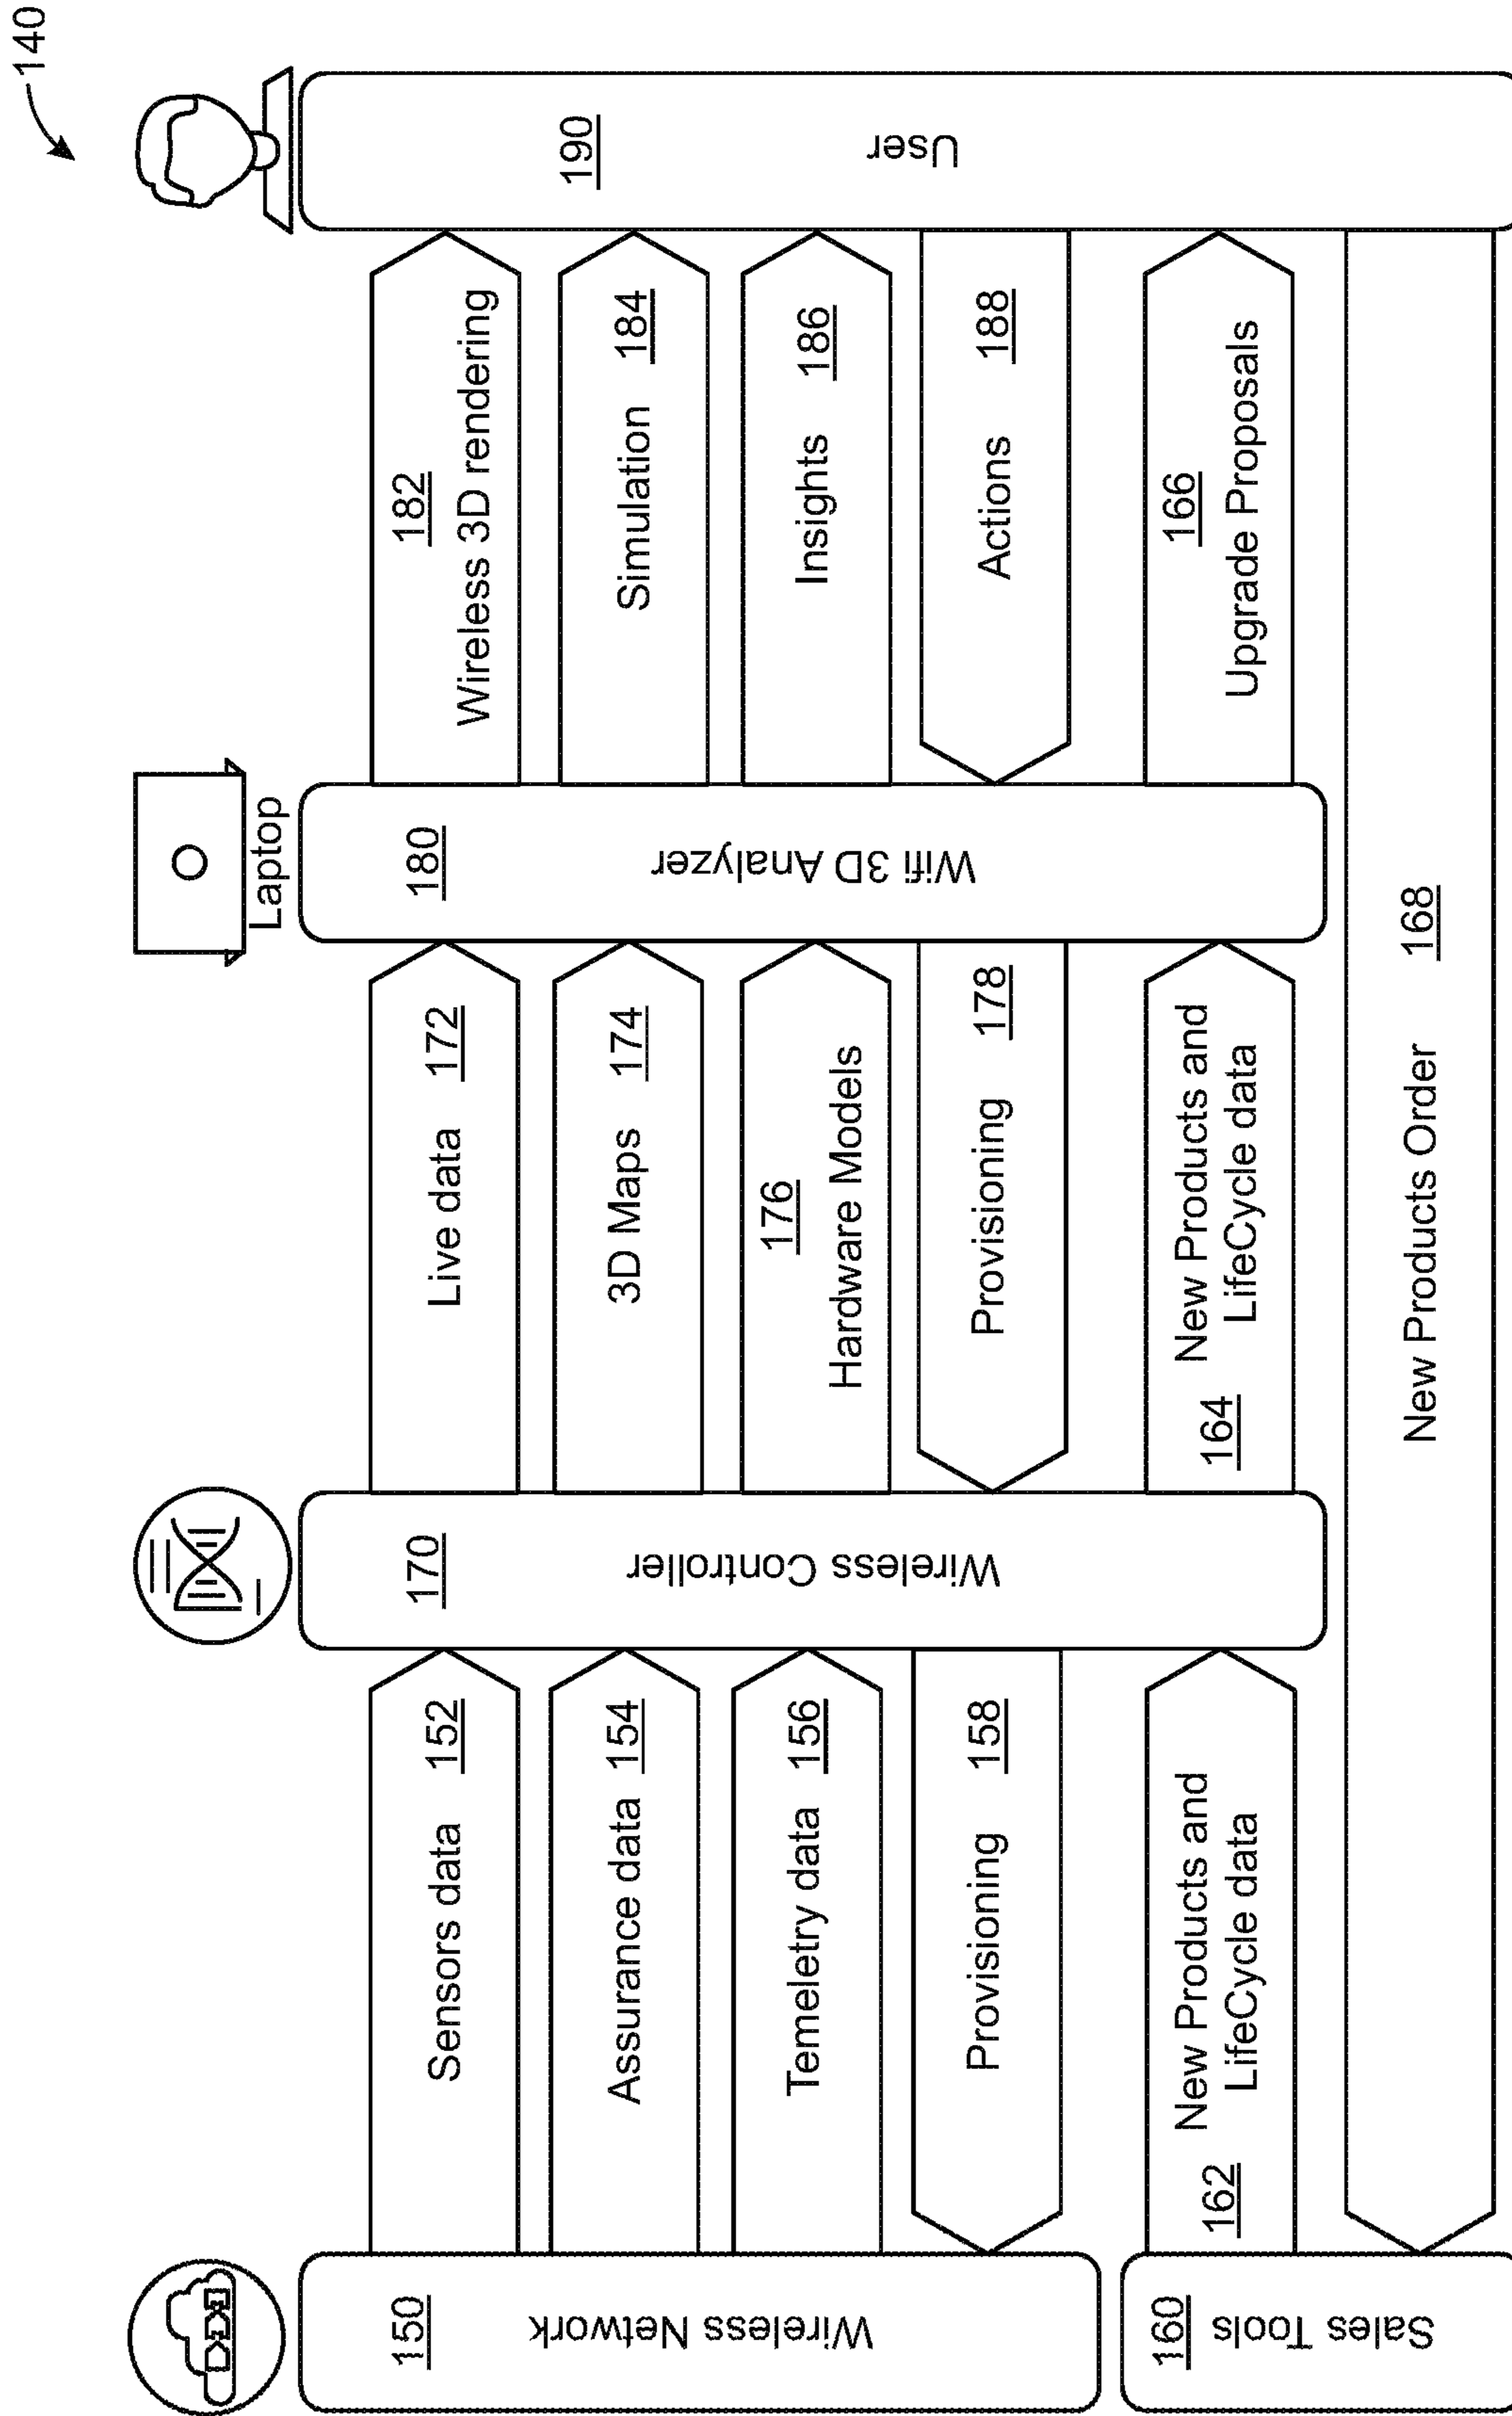 140
Laptop
150
Wireless Network
Sensors data 152
Assurance data 154
Temeletry data 156
Provisioning 158
160
Sales Tools
162
New Products and
LifeCycle data
170
Wireless Controller
Live data 172
3D Maps 174
176
Hardware Models
Provisioning 178
164
New Products and
LifeCycle data
180
Wifi 3D Analyzer
182
Wireless 3D rendering
Simulation 184
Insights 186
Actions 188
166
Upgrade Proposals
190
User
New Products Order 168